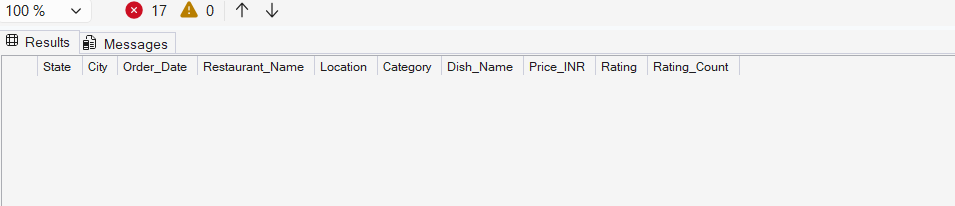 100 % 17 0
Results Messages
State City Order_Date Restaurant_Name Location Category Dish_Name Price_INR Rating Rating_Count